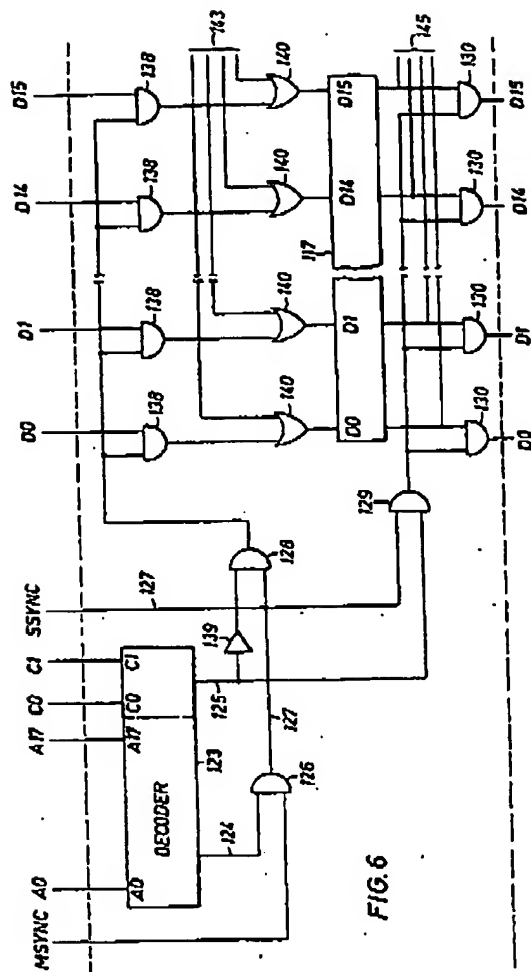 MSYNC
A0
A17
C0
C1
SSYNC
D0
D1
D14
D15
127
138
138
138
138
143
A0
A17
C0
C1
DECODER
123
139
128
140
140
140
140
124
125
126
127
117
D0
D1
D14
D15
129
145
130
130
130
130
D0
D1
D14
D15
FIG. 6